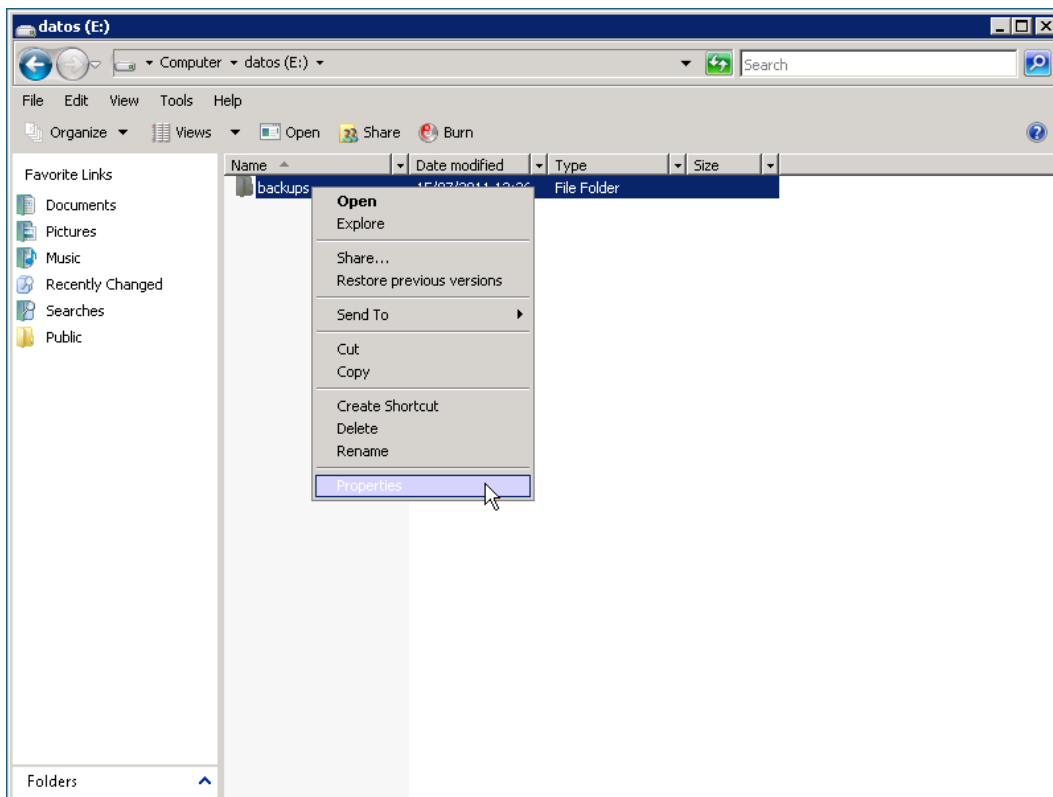 datos (E:)
Computer datos (E:)
Search
File Edit View Tools Help
Organize Views Open Share Burn
Favorite Links
Documents
Pictures
Music
Recently Changed
Searches
Public
Folders
Name Date modified Type Size
backups File Folder
Open
Explore
Share...
Restore previous versions
Send To
Cut
Copy
Create Shortcut
Delete
Rename
Properties